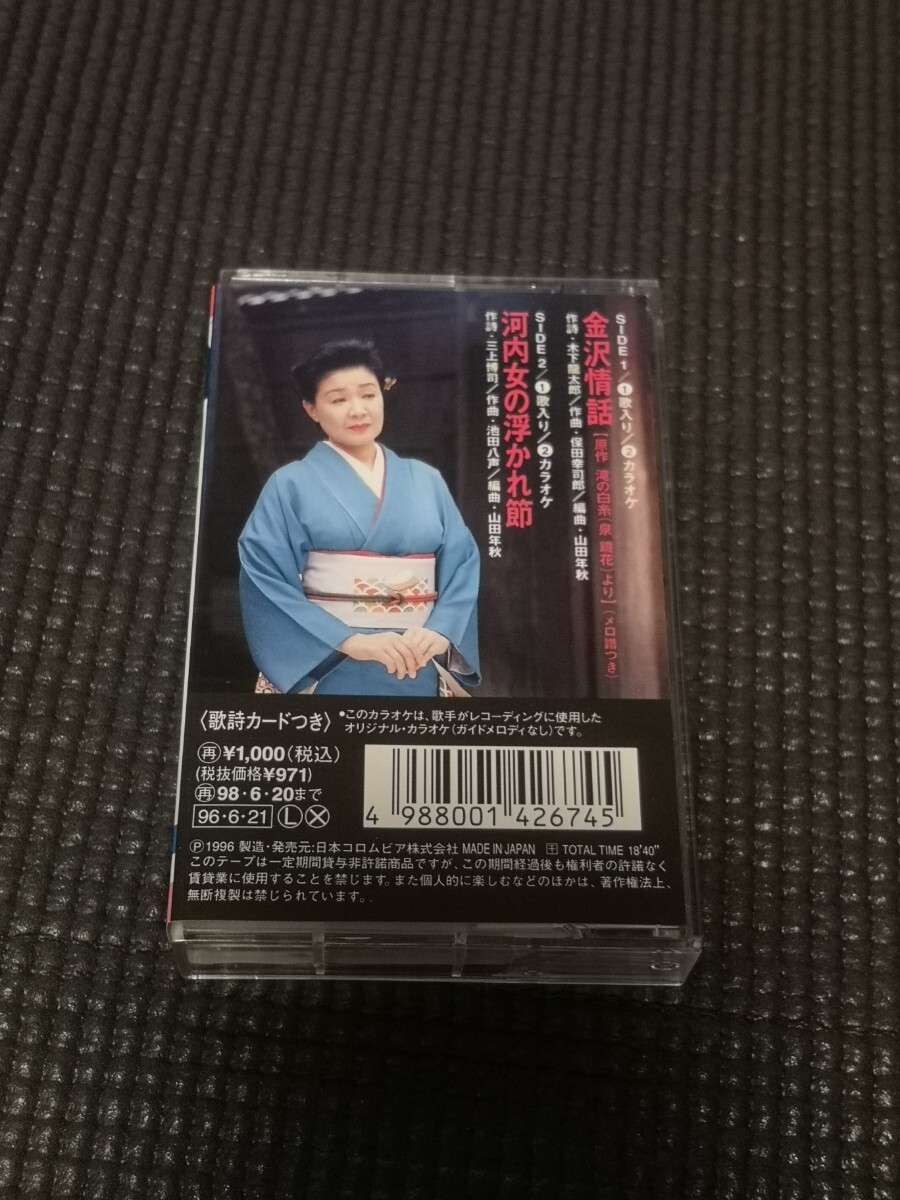 SIDE 1/①歌入り/②カラオケ
金沢情話【原作 滝の白糸(泉 鏡花)より】(メロ譜つき)
作詩・木下龍太郎/作曲・保田幸司郎/編曲・山田年秋
SIDE 2/①歌入り/②カラオケ
河内女の浮かれ節
作詩・三上博司/作曲・池田八声/編曲・山田年秋
〈歌詩カードつき〉
•このカラオケは、歌手がレコーディングに使用した
オリジナル・カラオケ(ガイドメロディなし)です。
㊢¥1,000(税込)
(税抜価格¥971)
再98・6・20まで
96・6・21 Ⓛ Ⓧ
4 988001 426745
Ⓟ1996 製造・発売元:日本コロムビア株式会社 MADE IN JAPAN TOTAL TIME 18'40"
このテープは一定期間貸与非許諾商品ですが、この期間経過後も権利者の許諾なく
賃貸業に使用することを禁じます。また個人的に楽しむなどのほかは、著作権法上、
無断複製は禁じられています。